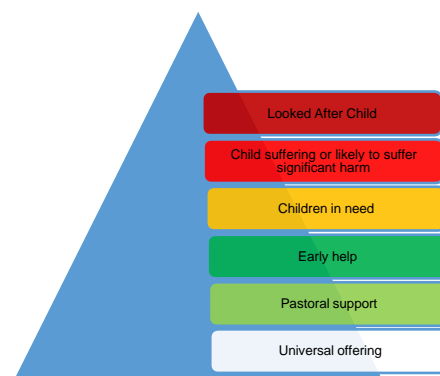 Looked After Child
Child suffering or likely to suffer
significant harm
Children in need
Early help
Pastoral support
Universal offering